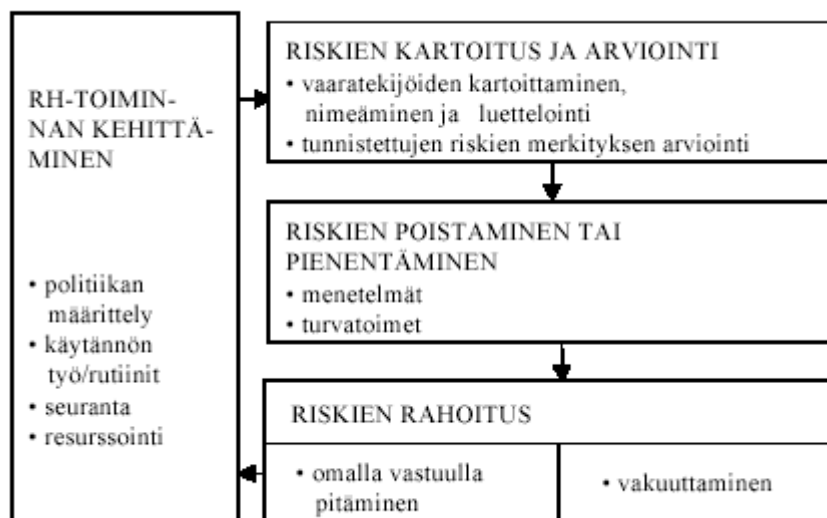 RH-TOIMIN-
NAN KEHITTÄ-
MINEN
• politiikan
määrittely
• käytännön
työ/rutiinit
• seuranta
• resurssointi
RISKIEN KARTOITUS JA ARVIOINTI
• vaaratekijöiden kartoittaminen,
nimeäminen ja luettelointi
• tunnistettujen riskien merkityksen arviointi
RISKIEN POISTAMINEN TAI
PIENENTÄMINEN
• menetelmät
• turvatoimet
RISKIEN RAHOITUS
• omalla vastuulla
pitäminen
• vakuuttaminen